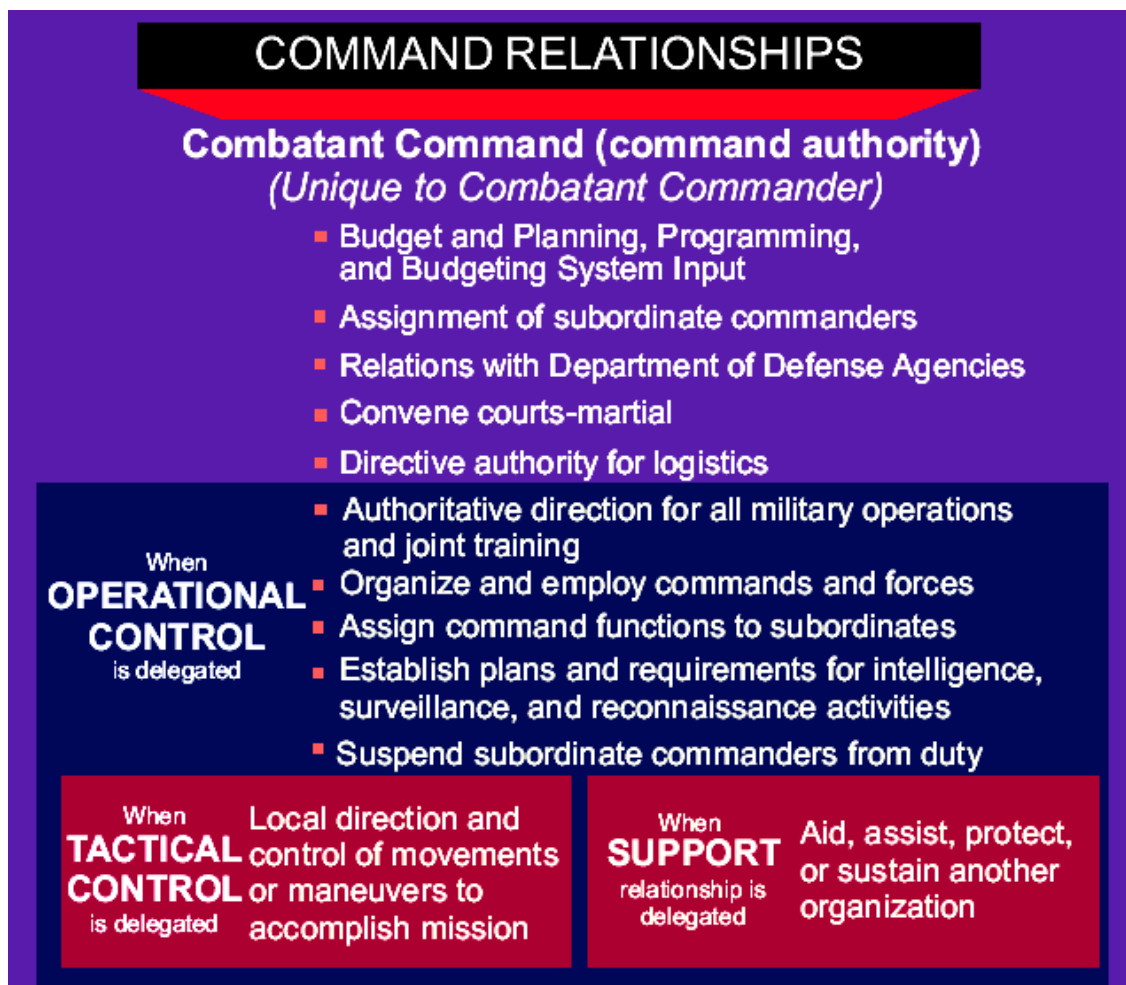 COMMAND RELATIONSHIPS
Combatant Command (command authority)
(Unique to Combatant Commander)
Budget and Planning, Programming,
and Budgeting System Input
Assignment of subordinate commanders
Relations with Department of Defense Agencies
Convene courts-martial
Directive authority for logistics
When
OPERATIONAL
CONTROL
is delegated
Authoritative direction for all military operations
and joint training
Organize and employ commands and forces
Assign command functions to subordinates
Establish plans and requirements for intelligence,
surveillance, and reconnaissance activities
Suspend subordinate commanders from duty
When
TACTICAL
CONTROL
is delegated
Local direction and
control of movements
or maneuvers to
accomplish mission
When
SUPPORT
relationship is
delegated
Aid, assist, protect,
or sustain another
organization